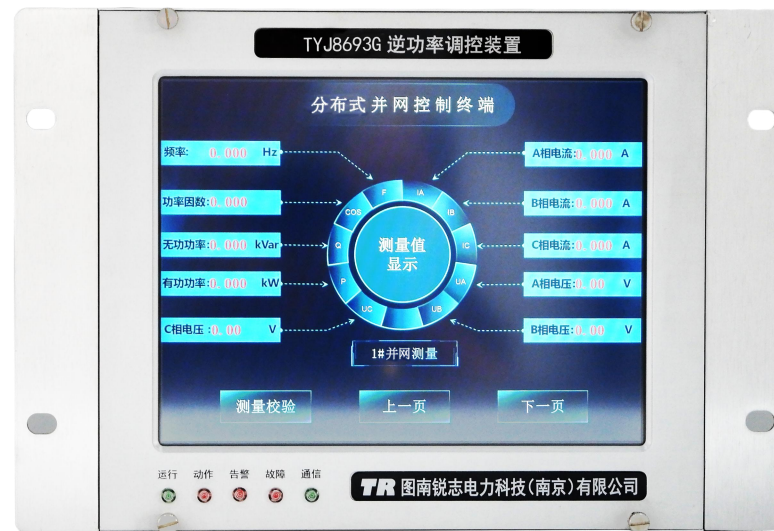 TYJ8693G 逆功率调控装置
分布式并网控制终端
频率: 0.000 Hz
A相电流:0.000 A
功率因数:0.000
B相电流:0.000 A
无功功率:0.000 kVar
C相电流:0.000 A
有功功率:0.000 kW
A相电压:0.00 V
C相电压:0.00 V
B相电压:0.00 V
F
IA
COS
IB
Q
IC
P
UA
UC
UB
测量值
显示
1#并网测量
测量校验
上一页
下一页
运行 动作 告警 故障 通信
TR 图南锐志电力科技(南京)有限公司